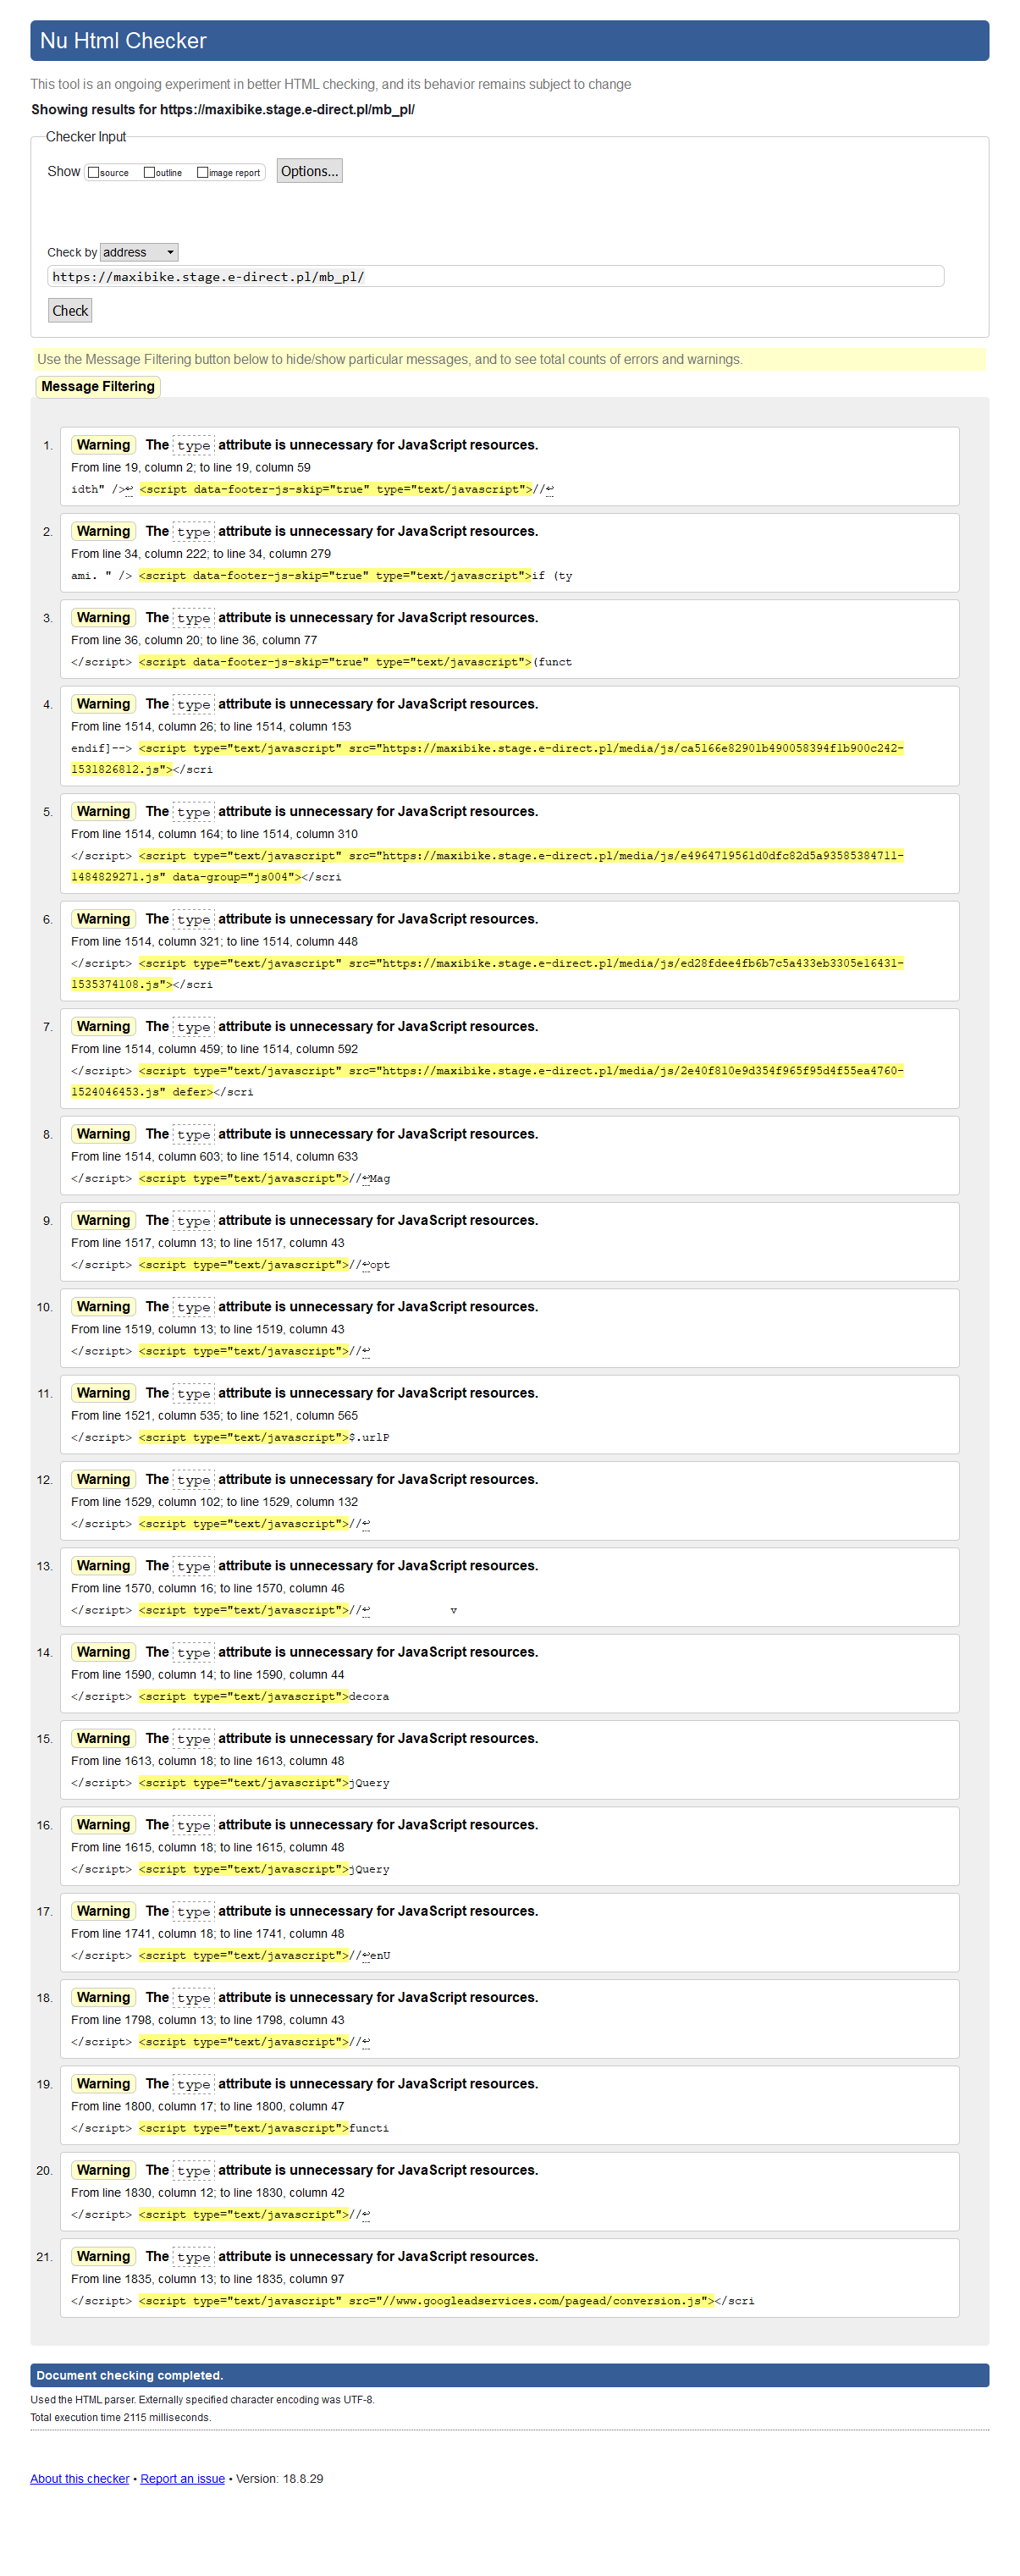 Nu Html Checker
This tool is an ongoing experiment in better HTML checking, and its behavior remains subject to change
Showing results for https://maxibike.stage.e-direct.pl/mb_pl/
Checker Input
Show source outline image report Options...
Check by address
https://maxibike.stage.e-direct.pl/mb_pl/
Check
Use the Message Filtering button below to hide/show particular messages, and to see total counts of errors and warnings.
Message Filtering
1. Warning The type attribute is unnecessary for JavaScript resources.
From line 19, column 2; to line 19, column 59
idth" />↩ <script data-footer-js-skip="true" type="text/javascript">//↩
2. Warning The type attribute is unnecessary for JavaScript resources.
From line 34, column 222; to line 34, column 279
ami. " /> <script data-footer-js-skip="true" type="text/javascript">if (ty
3. Warning The type attribute is unnecessary for JavaScript resources.
From line 36, column 20; to line 36, column 77
</script> <script data-footer-js-skip="true" type="text/javascript">(funct
4. Warning The type attribute is unnecessary for JavaScript resources.
From line 1514, column 26; to line 1514, column 153
endif]--> <script type="text/javascript" src="https://maxibike.stage.e-direct.pl/media/js/ca5166e82901b490058394f1b900c242-
1531826812.js"></scri
5. Warning The type attribute is unnecessary for JavaScript resources.
From line 1514, column 164; to line 1514, column 310
</script> <script type="text/javascript" src="https://maxibike.stage.e-direct.pl/media/js/e4964719561d0dfc82d5a93585384711-
1484829271.js" data-group="js004"></scri
6. Warning The type attribute is unnecessary for JavaScript resources.
From line 1514, column 321; to line 1514, column 448
</script> <script type="text/javascript" src="https://maxibike.stage.e-direct.pl/media/js/ed28fdee4fb6b7c5a433eb3305e16431-
1535374108.js"></scri
7. Warning The type attribute is unnecessary for JavaScript resources.
From line 1514, column 459; to line 1514, column 592
</script> <script type="text/javascript" src="https://maxibike.stage.e-direct.pl/media/js/2e40f810e9d354f965f95d4f55ea4760-
1524046453.js" defer></scri
8. Warning The type attribute is unnecessary for JavaScript resources.
From line 1514, column 603; to line 1514, column 633
</script> <script type="text/javascript">//↩Mag
9. Warning The type attribute is unnecessary for JavaScript resources.
From line 1517, column 13; to line 1517, column 43
</script> <script type="text/javascript">//↩opt
10. Warning The type attribute is unnecessary for JavaScript resources.
From line 1519, column 13; to line 1519, column 43
</script> <script type="text/javascript">//↩
11. Warning The type attribute is unnecessary for JavaScript resources.
From line 1521, column 535; to line 1521, column 565
</script> <script type="text/javascript">$.urlP
12. Warning The type attribute is unnecessary for JavaScript resources.
From line 1529, column 102; to line 1529, column 132
</script> <script type="text/javascript">//↩
13. Warning The type attribute is unnecessary for JavaScript resources.
From line 1570, column 16; to line 1570, column 46
</script> <script type="text/javascript">//↩ v
14. Warning The type attribute is unnecessary for JavaScript resources.
From line 1590, column 14; to line 1590, column 44
</script> <script type="text/javascript">decora
15. Warning The type attribute is unnecessary for JavaScript resources.
From line 1613, column 18; to line 1613, column 48
</script> <script type="text/javascript">jQuery
16. Warning The type attribute is unnecessary for JavaScript resources.
From line 1615, column 18; to line 1615, column 48
</script> <script type="text/javascript">jQuery
17. Warning The type attribute is unnecessary for JavaScript resources.
From line 1741, column 18; to line 1741, column 48
</script> <script type="text/javascript">//↩enU
18. Warning The type attribute is unnecessary for JavaScript resources.
From line 1798, column 13; to line 1798, column 43
</script> <script type="text/javascript">//↩
19. Warning The type attribute is unnecessary for JavaScript resources.
From line 1800, column 17; to line 1800, column 47
</script> <script type="text/javascript">functi
20. Warning The type attribute is unnecessary for JavaScript resources.
From line 1830, column 12; to line 1830, column 42
</script> <script type="text/javascript">//↩
21. Warning The type attribute is unnecessary for JavaScript resources.
From line 1835, column 13; to line 1835, column 97
</script> <script type="text/javascript" src="//www.googleadservices.com/pagead/conversion.js"></scri
Document checking completed.
Used the HTML parser. Externally specified character encoding was UTF-8.
Total execution time 2115 milliseconds.
About this checker • Report an issue • Version: 18.8.29